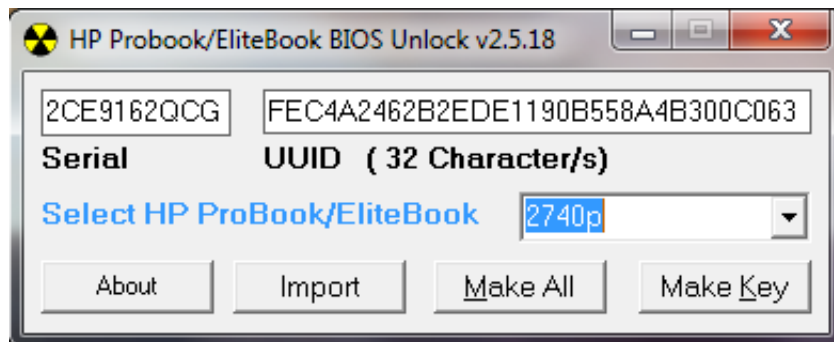 HP Probook/EliteBook BIOS Unlock v2.5.18
2CE9162QCG FEC4A2462B2EDE1190B558A4B300C063
Serial UUID ( 32 Character/s)
Select HP ProBook/EliteBook 2740p
About Import Make All Make Key